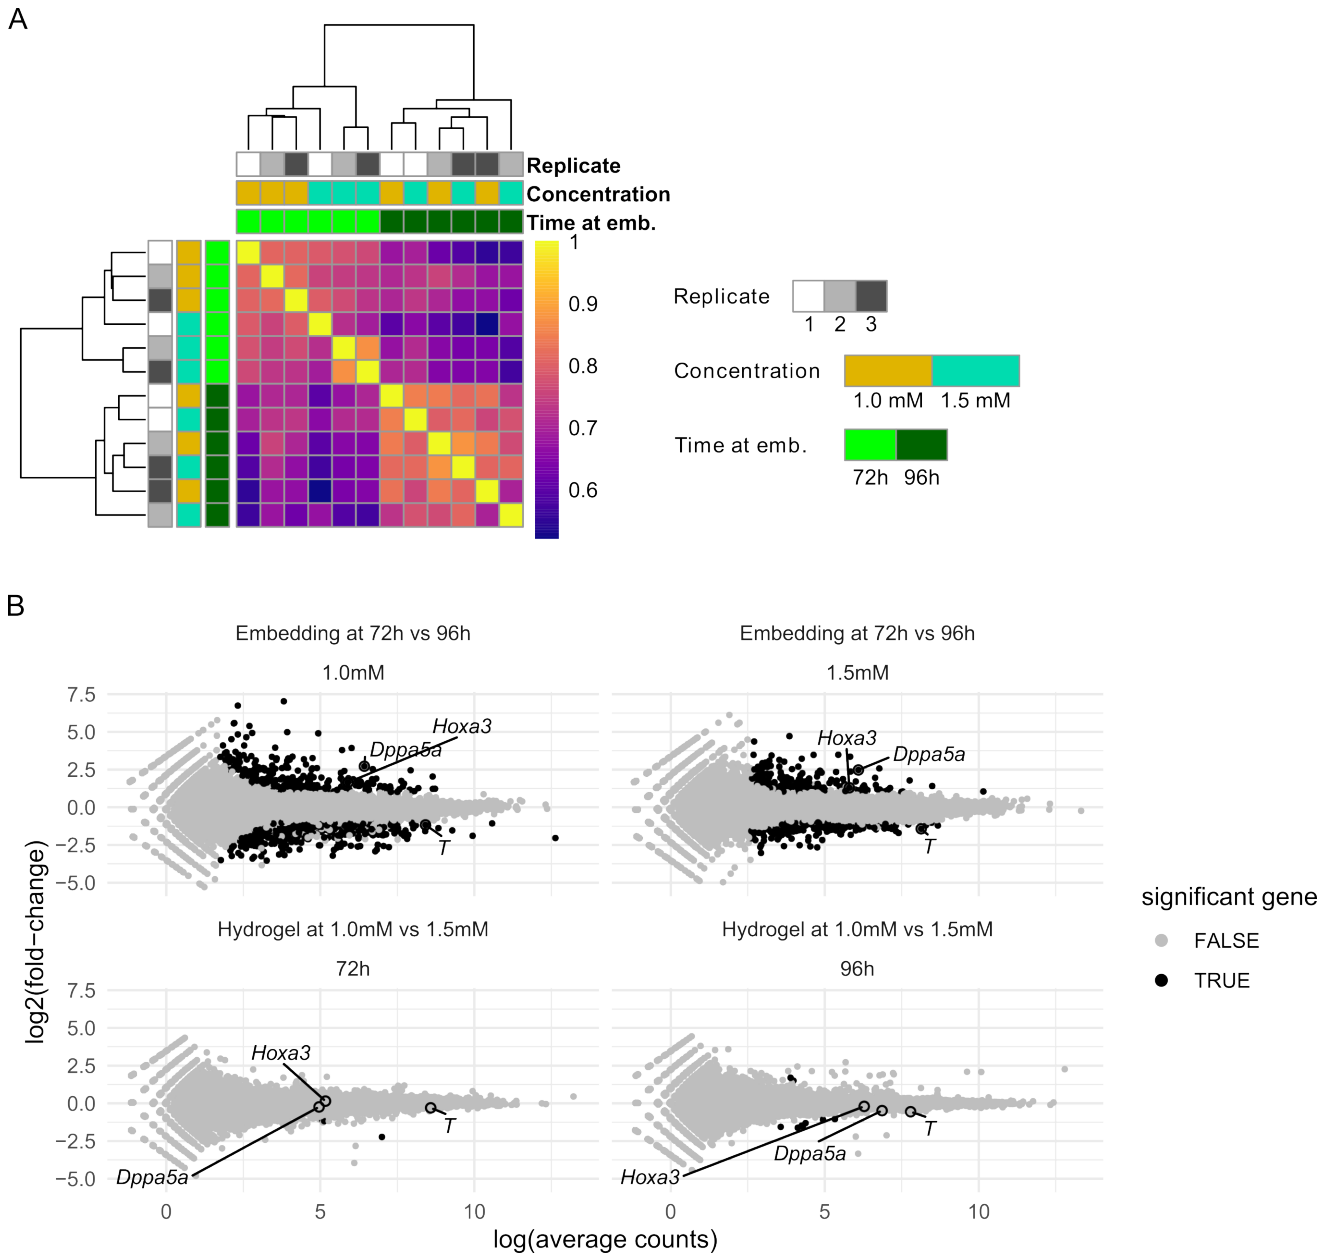 A
Replicate
Concentration
Time at emb.
1
0.9
0.8
0.7
0.6
Replicate
1 2 3
Concentration
1.0 mM 1.5 mM
Time at emb.
72h 96h
B
Embedding at 72h vs 96h
1.0mM
Embedding at 72h vs 96h
1.5mM
7.5
5.0
2.5
0.0
−2.5
−5.0
Hoxa3
Dppa5a
T
Hoxa3
Dppa5a
T
Hydrogel at 1.0mM vs 1.5mM
72h
Hydrogel at 1.0mM vs 1.5mM
96h
7.5
5.0
2.5
0.0
−2.5
−5.0
Hoxa3
T
Dppa5a
T
Dppa5a
Hoxa3
0 5 10
0 5 10
log(average counts)
log2(fold−change)
significant gene
FALSE
TRUE